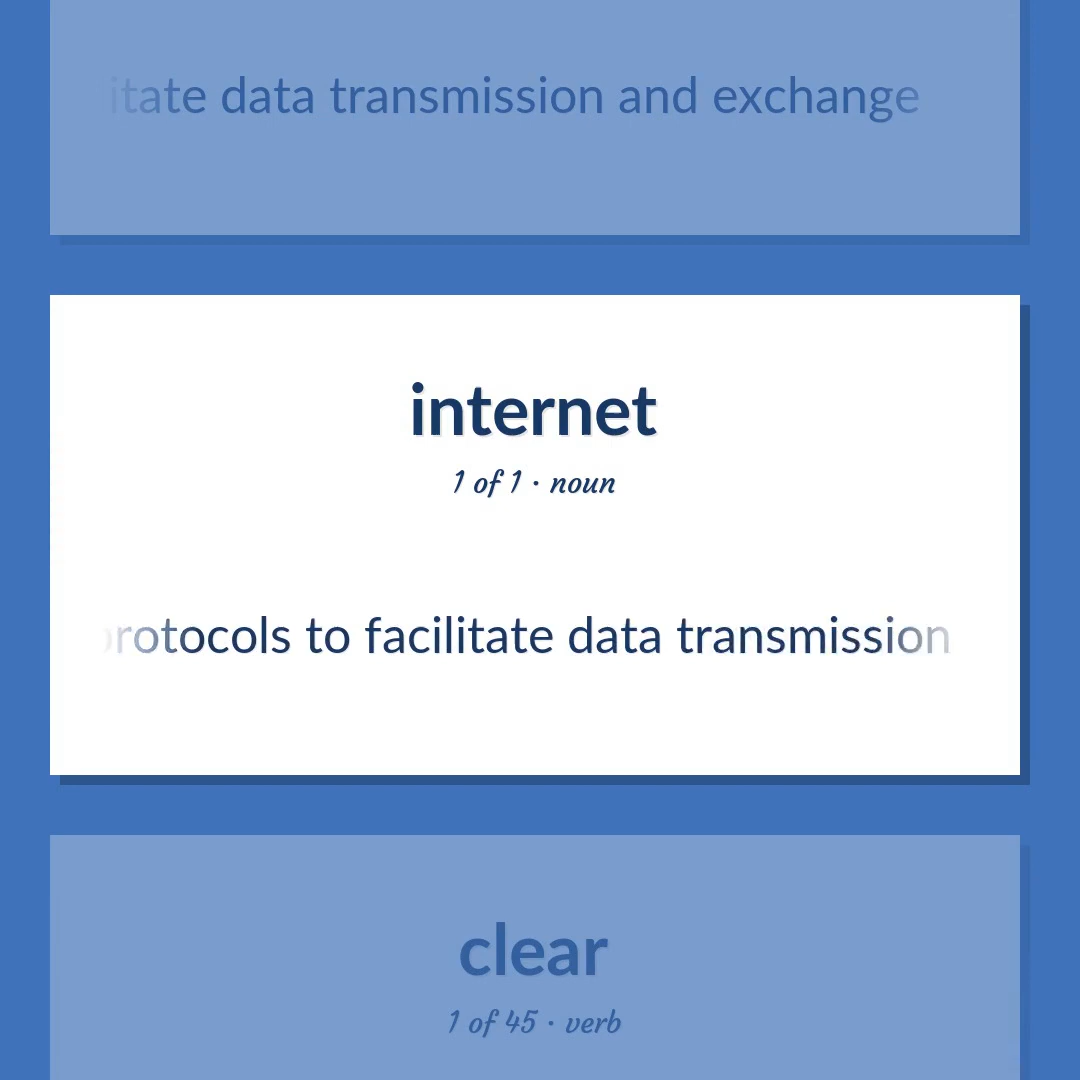 itate data transmission and exchange
internet
1 of 1 · noun
rotocols to facilitate data transmission
clear
1 of 45 · verb